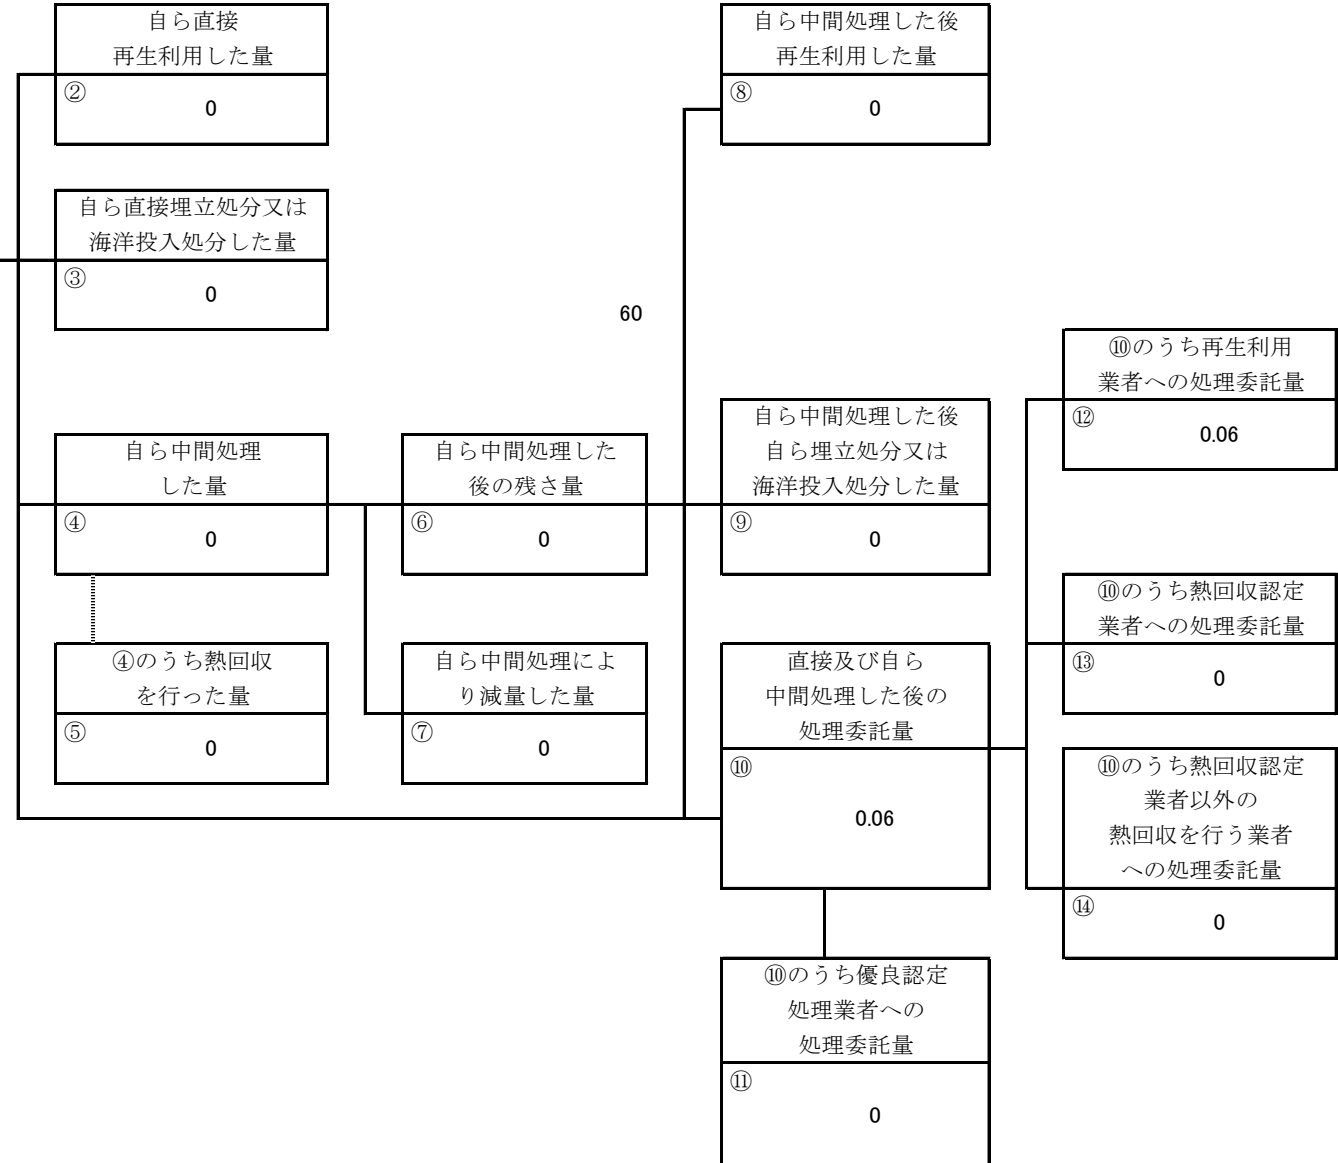 自ら直接
再生利用した量
②
0
自ら中間処理した後
再生利用した量
⑧
0
自ら直接埋立処分又は
海洋投入処分した量
③
0
60
⑩のうち再生利用
業者への処理委託量
⑫
0.06
自ら中間処理
した量
④
0
自ら中間処理した
後の残さ量
⑥
0
自ら中間処理した後
自ら埋立処分又は
海洋投入処分した量
⑨
0
⑩のうち熱回収認定
業者への処理委託量
⑬
0
④のうち熱回収
を行った量
⑤
0
自ら中間処理によ
り減量した量
⑦
0
直接及び自ら
中間処理した後の
処理委託量
⑩
0.06
⑩のうち熱回収認定
業者以外の
熱回収を行う業者
への処理委託量
⑭
0
⑩のうち優良認定
処理業者への
処理委託量
⑪
0